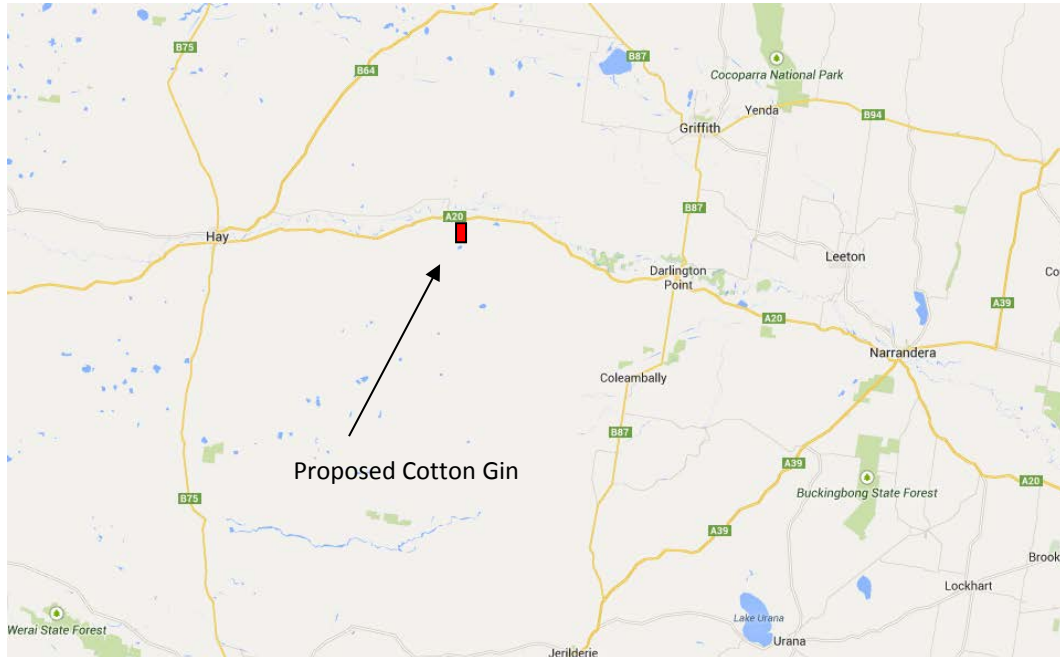 B75
B87
B64
Cocoparra National Park
Yenda
B94
Griffith
B87
A20
Hay
Leeton
Darlington
Point
Co
A39
A20
Narrandera
Coleambally
B87
A39
Proposed Cotton Gin
A20
B75
Buckingbong State Forest
A39
Brook
Lockhart
Lake Urana
Werai State Forest
Urana
Jerilderie